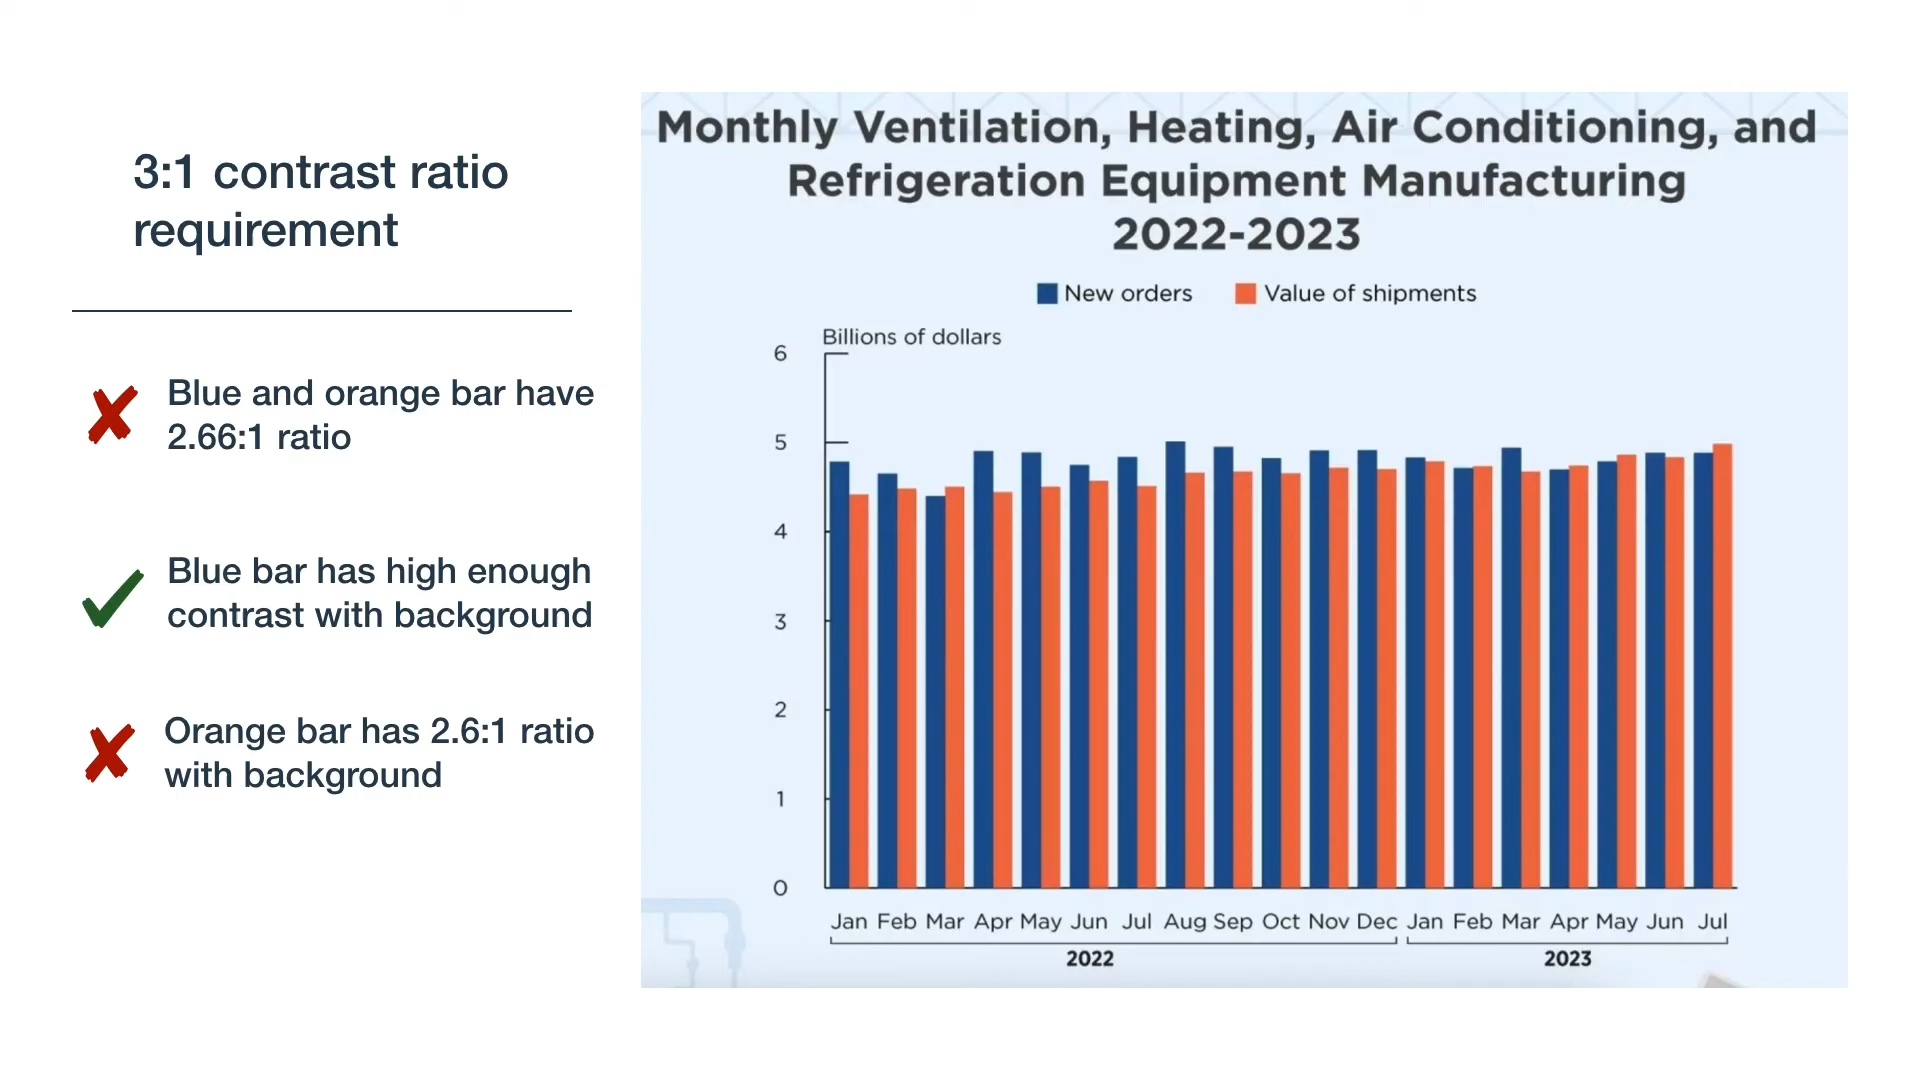 3:1 contrast ratio
requirement
Blue and orange bar have
2.66:1 ratio
Blue bar has high enough
contrast with background
Orange bar has 2.6:1 ratio
with background
Monthly Ventilation, Heating, Air Conditioning, and
Refrigeration Equipment Manufacturing
2022-2023
New orders Value of shipments
Billions of dollars
6
5
4
3
2
1
0
Jan Feb Mar Apr May Jun Jul Aug Sep Oct Nov Dec Jan Feb Mar Apr May Jun Jul
2022 2023